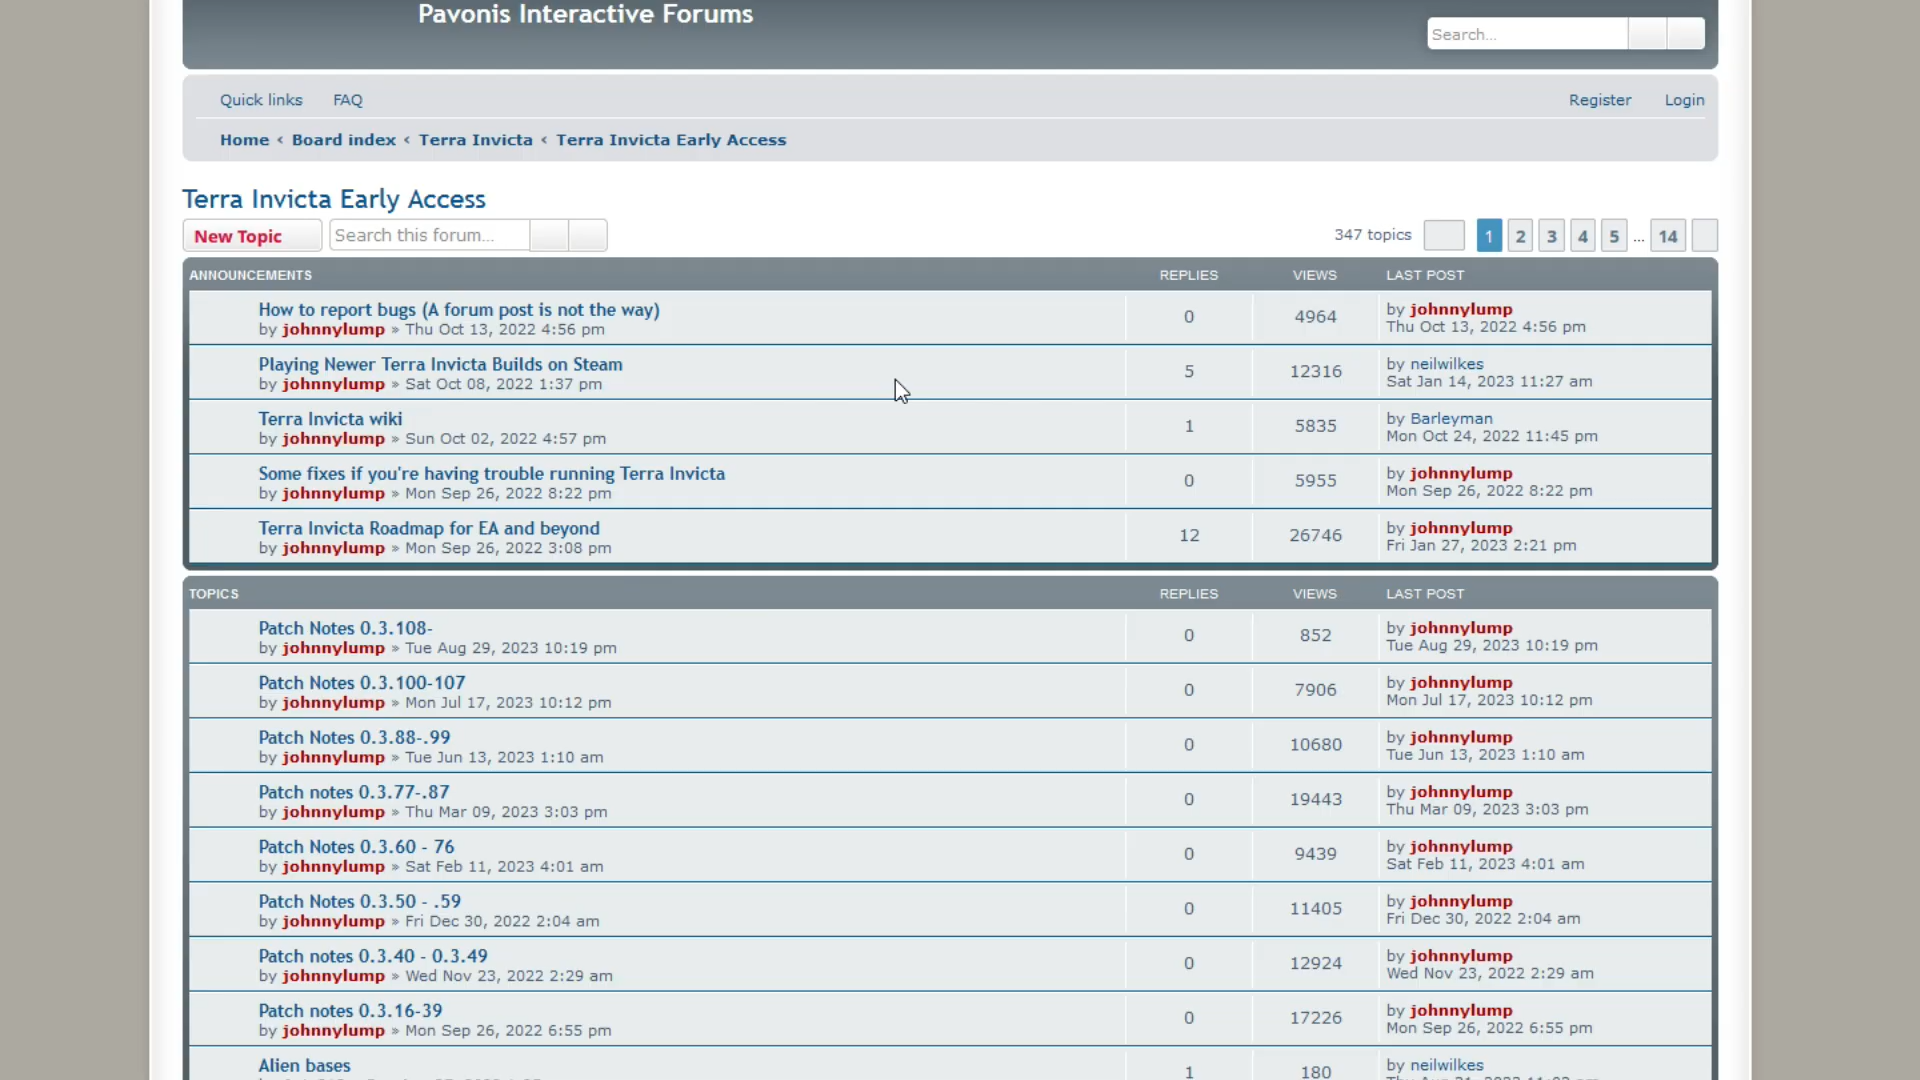 Pavonis Interactive Forums
Search...
Quick links FAQ Register Login
Home ‹ Board index ‹ Terra Invicta ‹ Terra Invicta Early Access
Terra Invicta Early Access
New Topic Search this forum... 347 topics 1 2 3 4 5 ... 14
ANNOUNCEMENTS REPLIES VIEWS LAST POST
How to report bugs (A forum post is not the way) 0 4964 by johnnylump
by johnnylump » Thu Oct 13, 2022 4:56 pm Thu Oct 13, 2022 4:56 pm
Playing Newer Terra Invicta Builds on Steam 5 12316 by neilwilkes
by johnnylump » Sat Oct 08, 2022 1:37 pm Sat Jan 14, 2023 11:27 am
Terra Invicta wiki 1 5835 by Barleyman
by johnnylump » Sun Oct 02, 2022 4:57 pm Mon Oct 24, 2022 11:45 pm
Some fixes if you're having trouble running Terra Invicta 0 5955 by johnnylump
by johnnylump » Mon Sep 26, 2022 8:22 pm Mon Sep 26, 2022 8:22 pm
Terra Invicta Roadmap for EA and beyond 12 26746 by johnnylump
by johnnylump » Mon Sep 26, 2022 3:08 pm Fri Jan 27, 2023 2:21 pm
TOPICS REPLIES VIEWS LAST POST
Patch Notes 0.3.108- 0 852 by johnnylump
by johnnylump » Tue Aug 29, 2023 10:19 pm Tue Aug 29, 2023 10:19 pm
Patch Notes 0.3.100-107 0 7906 by johnnylump
by johnnylump » Mon Jul 17, 2023 10:12 pm Mon Jul 17, 2023 10:12 pm
Patch Notes 0.3.88-.99 0 10680 by johnnylump
by johnnylump » Tue Jun 13, 2023 1:10 am Tue Jun 13, 2023 1:10 am
Patch notes 0.3.77-.87 0 19443 by johnnylump
by johnnylump » Thu Mar 09, 2023 3:03 pm Thu Mar 09, 2023 3:03 pm
Patch Notes 0.3.60 - 76 0 9439 by johnnylump
by johnnylump » Sat Feb 11, 2023 4:01 am Sat Feb 11, 2023 4:01 am
Patch Notes 0.3.50 - .59 0 11405 by johnnylump
by johnnylump » Fri Dec 30, 2022 2:04 am Fri Dec 30, 2022 2:04 am
Patch notes 0.3.40 - 0.3.49 0 12924 by johnnylump
by johnnylump » Wed Nov 23, 2022 2:29 am Wed Nov 23, 2022 2:29 am
Patch notes 0.3.16-39 0 17226 by johnnylump
by johnnylump » Mon Sep 26, 2022 6:55 pm Mon Sep 26, 2022 6:55 pm
Alien bases 1 180 by neilwilkes